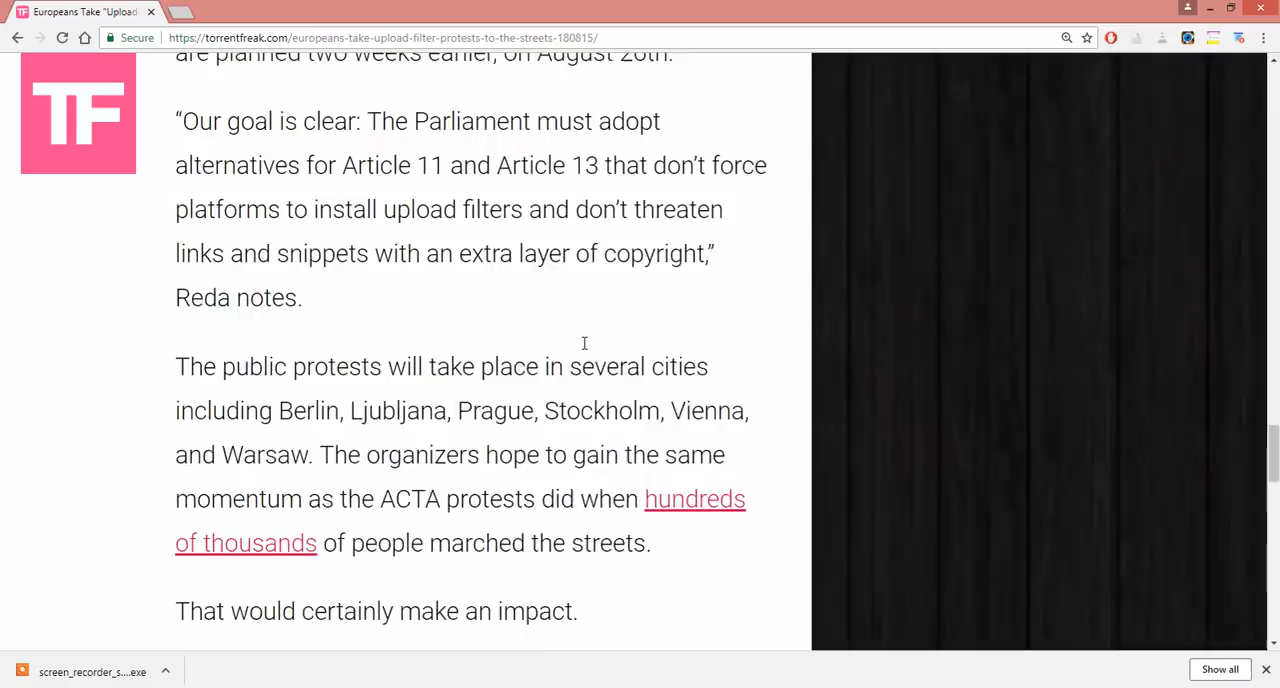 Europeans Take "Upload
Secure
https://torrentfreak.com/europeans-take-upload-filter-protests-to-the-streets-180815/
TF
are planned two weeks earlier, on August 26th.
“Our goal is clear: The Parliament must adopt
alternatives for Article 11 and Article 13 that don’t force
platforms to install upload filters and don’t threaten
links and snippets with an extra layer of copyright,”
Reda notes.
The public protests will take place in several cities
including Berlin, Ljubljana, Prague, Stockholm, Vienna,
and Warsaw. The organizers hope to gain the same
momentum as the ACTA protests did when hundreds
of thousands of people marched the streets.
That would certainly make an impact.
screen_recorder_s....exe
Show all